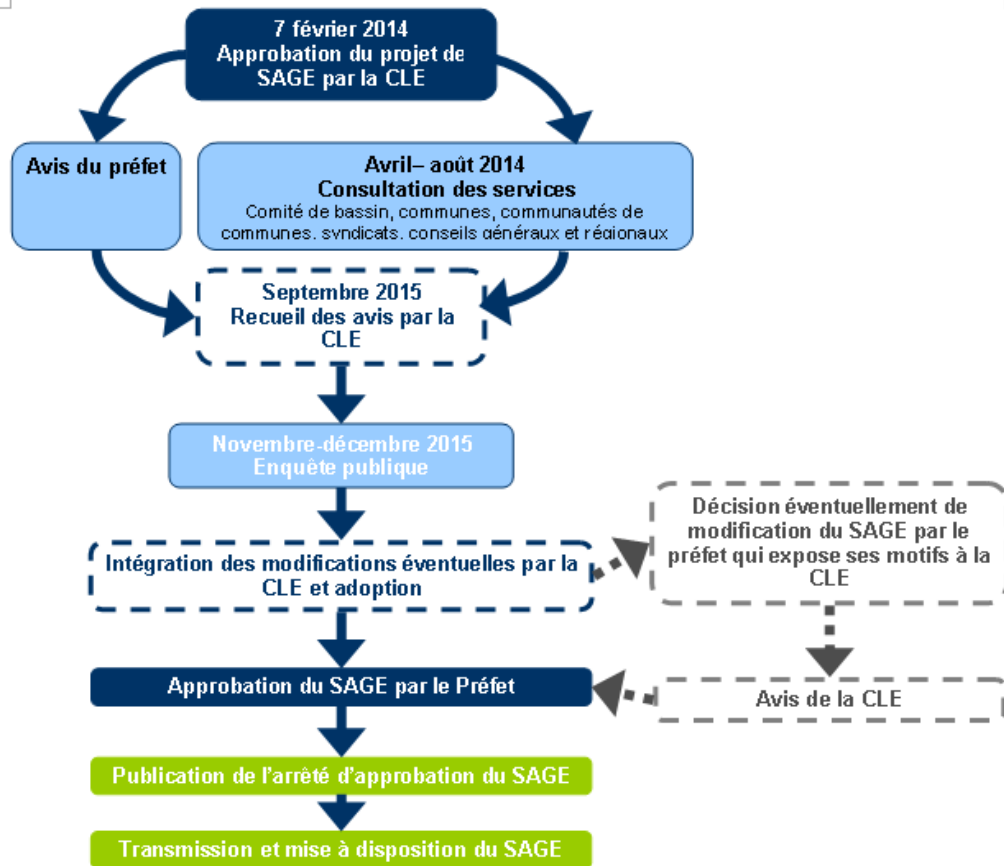 7 février 2014
Approbation du projet de
SAGE par la CLE
Avis du préfet
Avril– août 2014
Consultation des services
Comité de bassin, communes, communautés de
communes, syndicats, conseils généraux et régionaux
Septembre 2015
Recueil des avis par la
CLE
Novembre-décembre 2015
Enquête publique
Intégration des modifications éventuelles par la
CLE et adoption
Décision éventuellement de
modification du SAGE par le
préfet qui expose ses motifs à la
CLE
Avis de la CLE
Approbation du SAGE par le Préfet
Publication de l'arrêté d'approbation du SAGE
Transmission et mise à disposition du SAGE